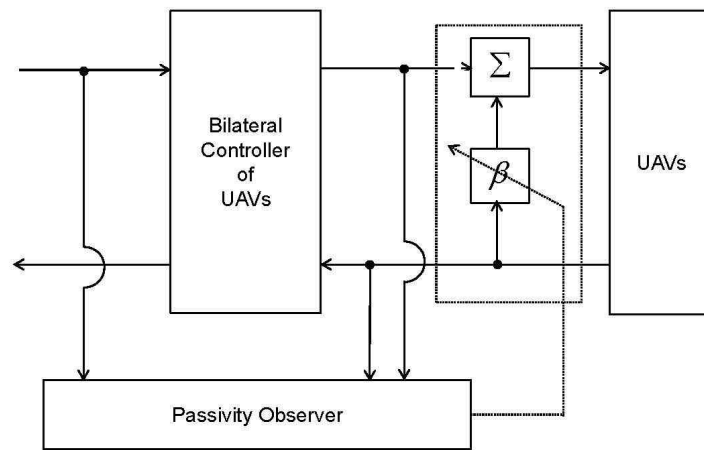 Σ
Bilateral
Controller
of
UAVs
UAVs
β
Passivity Observer